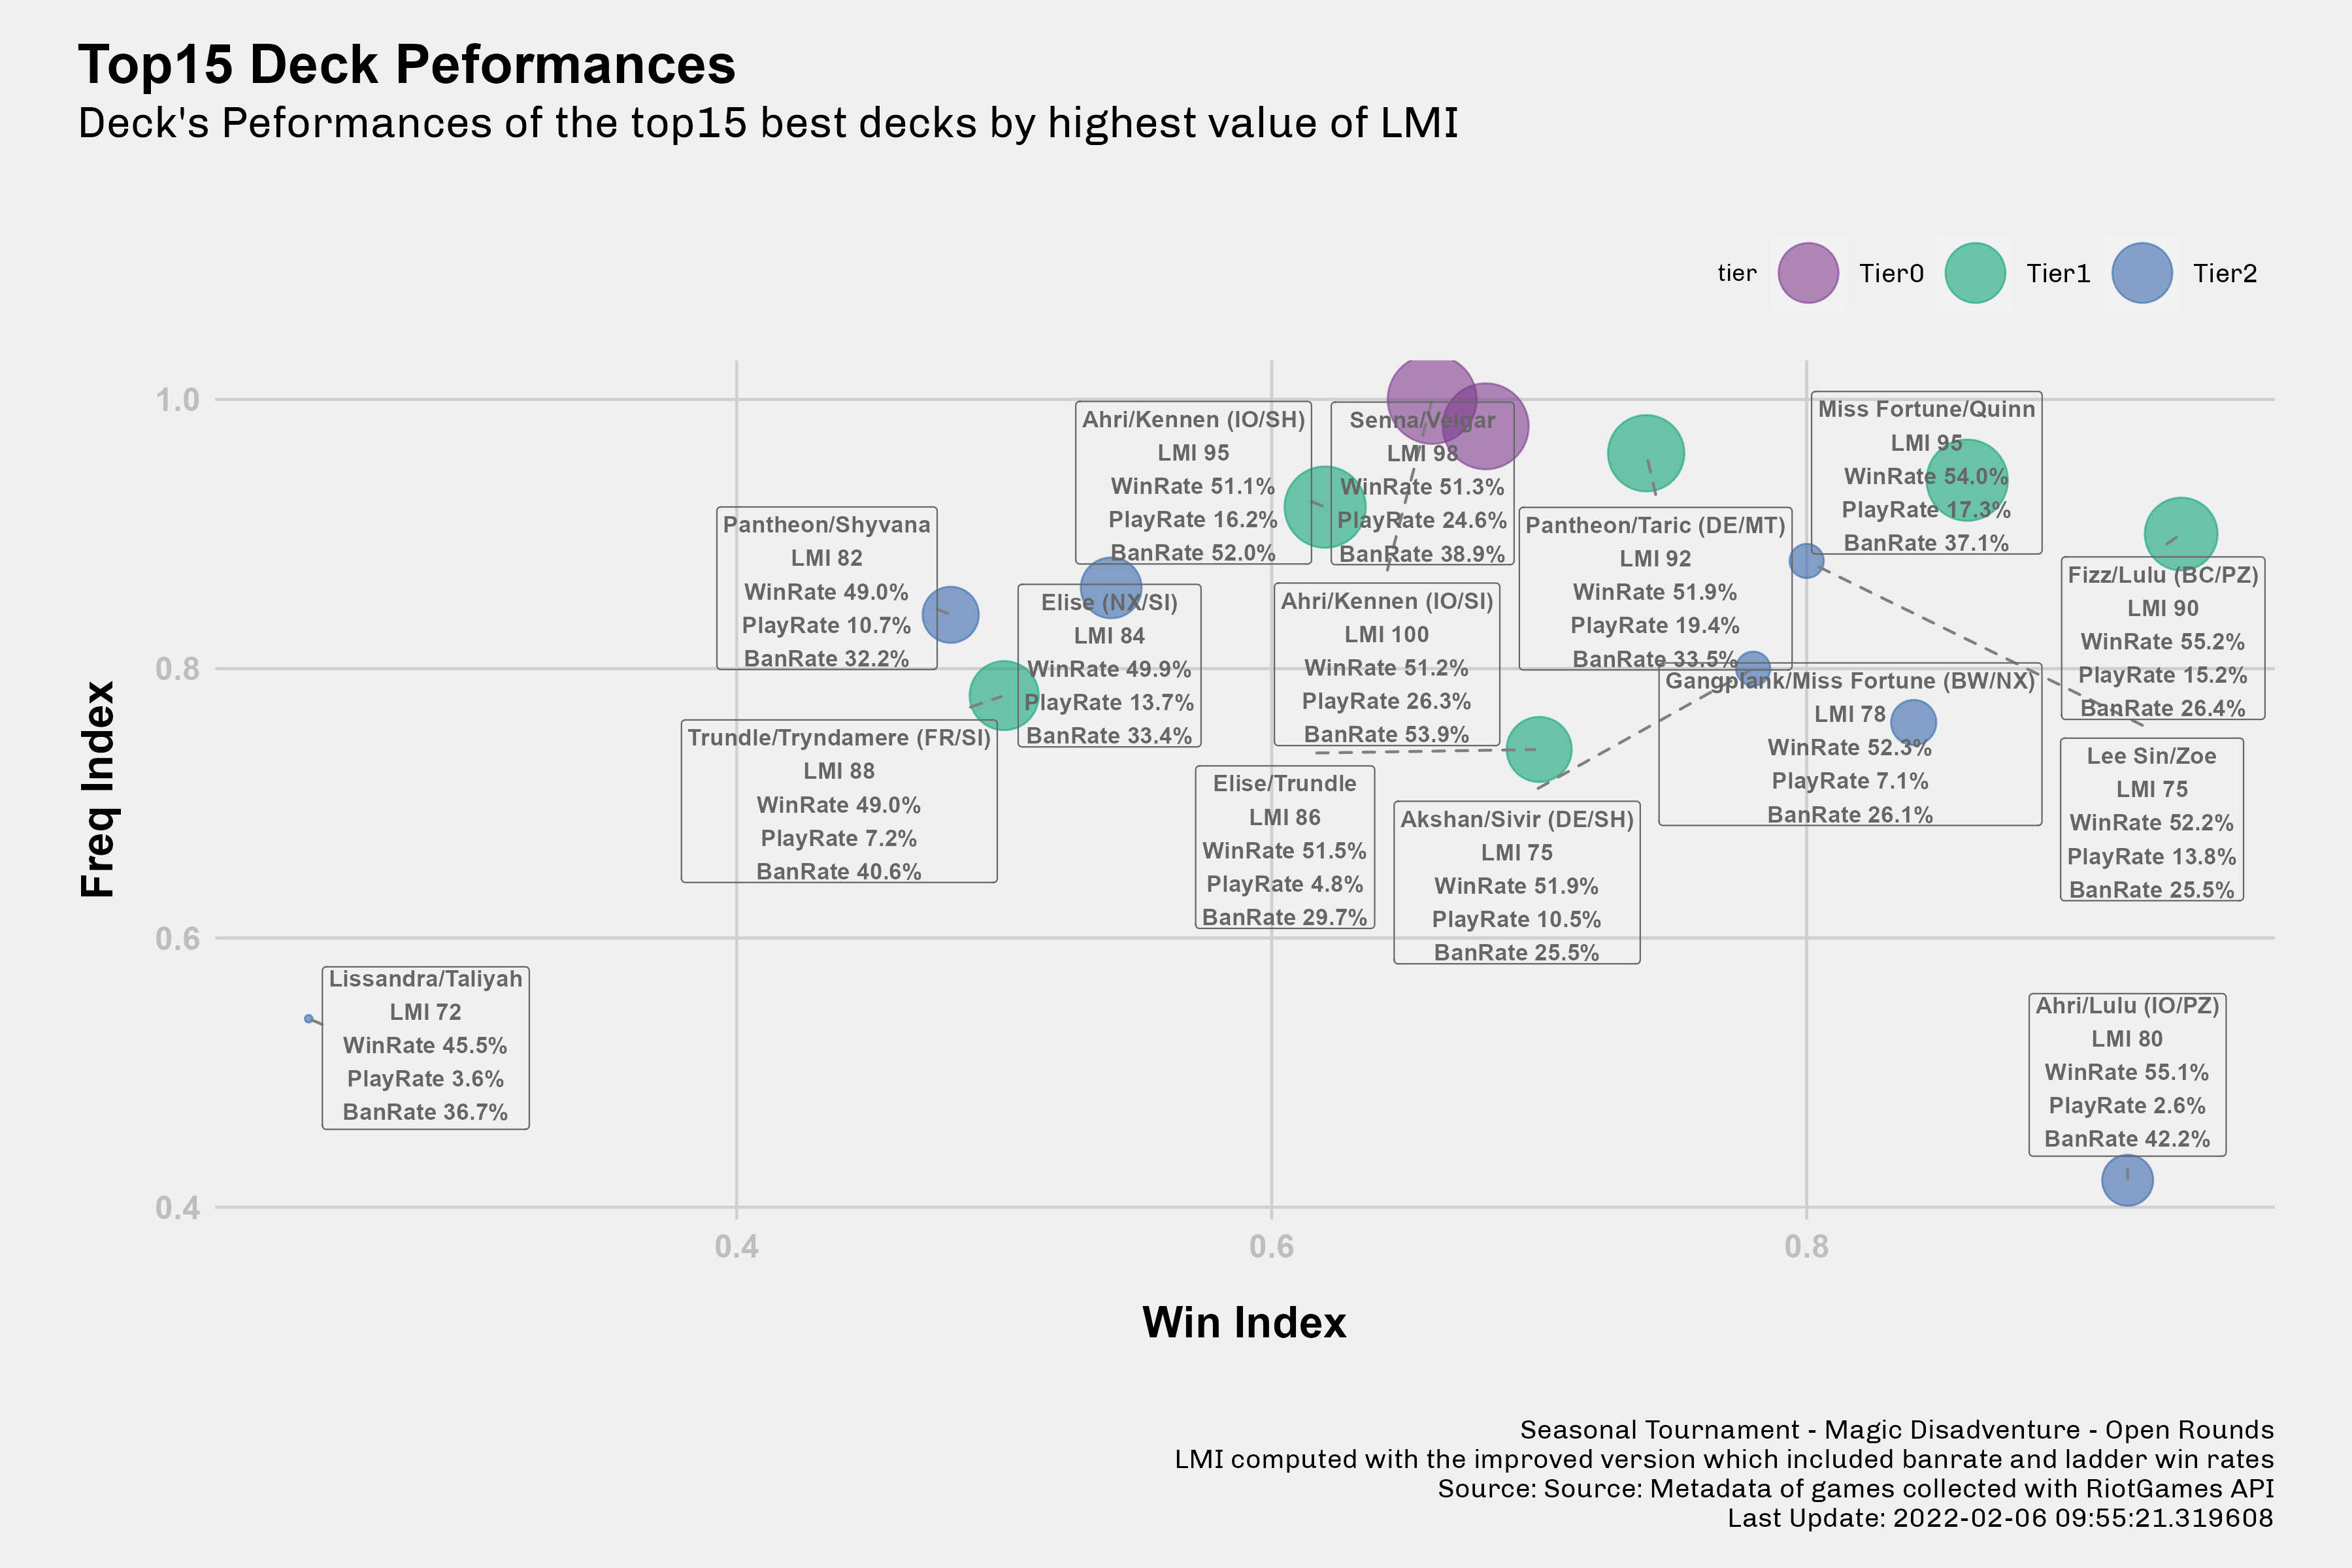 Top15 Deck Peformances
Deck's Peformances of the top15 best decks by highest value of LMI
tier Tier0 Tier1 Tier2
Freq Index
1.0
0.8
0.6
0.4
Ahri/Kennen (IO/SH)
LMI 95
WinRate 51.1%
PlayRate 16.2%
BanRate 52.0%
Senna/Veigar
LMI 98
WinRate 51.3%
PlayRate 24.6%
BanRate 38.9%
Miss Fortune/Quinn
LMI 95
WinRate 54.0%
PlayRate 17.3%
BanRate 37.1%
Pantheon/Shyvana
LMI 82
WinRate 49.0%
PlayRate 10.7%
BanRate 32.2%
Pantheon/Taric (DE/MT)
LMI 92
WinRate 51.9%
PlayRate 19.4%
BanRate 33.5%
Fizz/Lulu (BC/PZ)
LMI 90
WinRate 55.2%
PlayRate 15.2%
BanRate 26.4%
Elise (NX/SI)
LMI 84
WinRate 49.9%
PlayRate 13.7%
BanRate 33.4%
Ahri/Kennen (IO/SI)
LMI 100
WinRate 51.2%
PlayRate 26.3%
BanRate 53.9%
Gangplank/Miss Fortune (BW/NX)
LMI 78
WinRate 52.3%
PlayRate 7.1%
BanRate 26.1%
Trundle/Tryndamere (FR/SI)
LMI 88
WinRate 49.0%
PlayRate 7.2%
BanRate 40.6%
Elise/Trundle
LMI 86
WinRate 51.5%
PlayRate 4.8%
BanRate 29.7%
Akshan/Sivir (DE/SH)
LMI 75
WinRate 51.9%
PlayRate 10.5%
BanRate 25.5%
Lee Sin/Zoe
LMI 75
WinRate 52.2%
PlayRate 13.8%
BanRate 25.5%
Lissandra/Taliyah
LMI 72
WinRate 45.5%
PlayRate 3.6%
BanRate 36.7%
Ahri/Lulu (IO/PZ)
LMI 80
WinRate 55.1%
PlayRate 2.6%
BanRate 42.2%
0.4 0.6 0.8
Win Index
Seasonal Tournament - Magic Disadventure - Open Rounds
LMI computed with the improved version which included banrate and ladder win rates
Source: Source: Metadata of games collected with RiotGames API
Last Update: 2022-02-06 09:55:21.319608